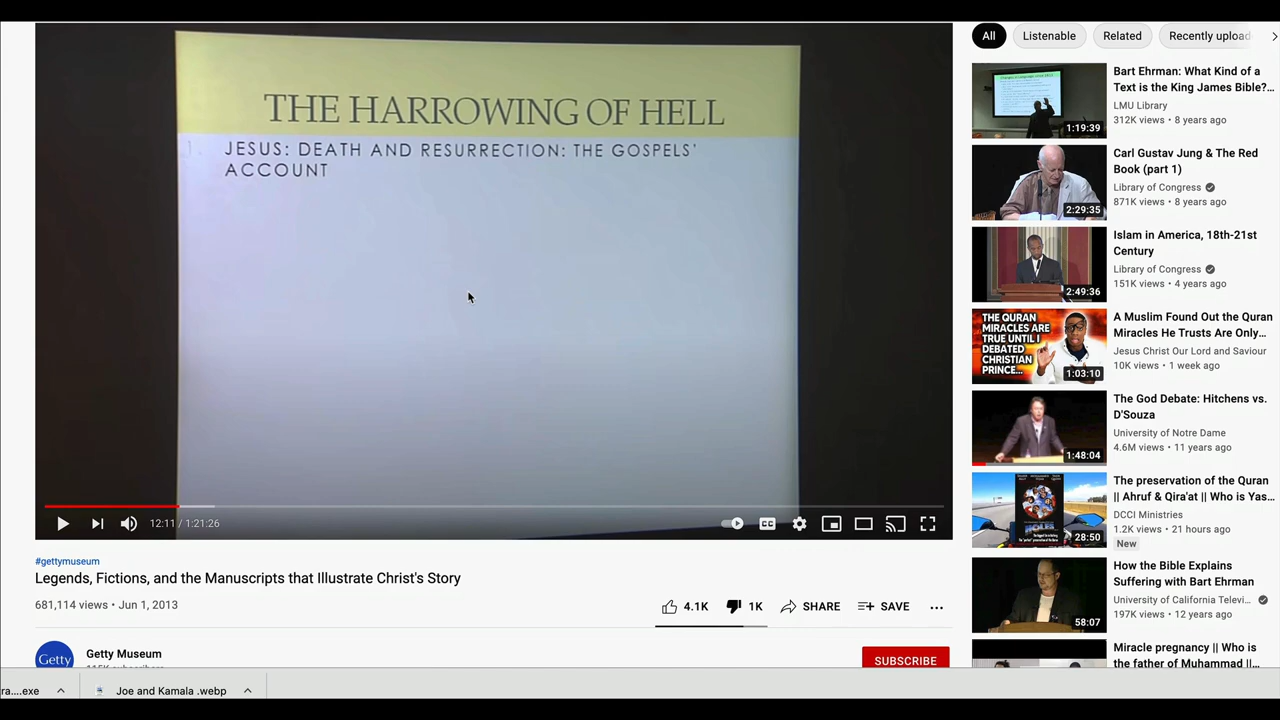 THE HARROWING OF HELL
JESUS: DEATH AND RESURRECTION: THE GOSPELS'
ACCOUNT
12:11 / 1:21:26
CC
#gettymuseum
Legends, Fictions, and the Manuscripts that Illustrate Christ's Story
681,114 views • Jun 1, 2013
4.1K
1K
SHARE
SAVE
Getty
Getty Museum
SUBSCRIBE
ra....exe
Joe and Kamala .webp
All
Listenable
Related
Recently upload
1:19:39
Bart Ehrman: What Kind of a
Text is the King James Bible?...
LMU Library
312K views • 8 years ago
2:29:35
Carl Gustav Jung & The Red
Book (part 1)
Library of Congress
871K views • 8 years ago
2:49:36
Islam in America, 18th-21st
Century
Library of Congress
151K views • 4 years ago
THE QURAN
MIRACLES ARE
TRUE UNTIL I
DEBATED
CHRISTIAN
PRINCE...
1:03:10
A Muslim Found Out the Quran
Miracles He Trusts Are Only...
Jesus Christ Our Lord and Saviour
10K views • 1 week ago
1:48:04
The God Debate: Hitchens vs.
D'Souza
University of Notre Dame
4.6M views • 11 years ago
28:50
The preservation of the Quran
|| Ahruf & Qira'at || Who is Yas...
DCCI Ministries
1.2K views • 21 hours ago
New
58:07
How the Bible Explains
Suffering with Bart Ehrman
University of California Televi...
197K views • 12 years ago
Miracle pregnancy || Who is
the father of Muhammad ||...